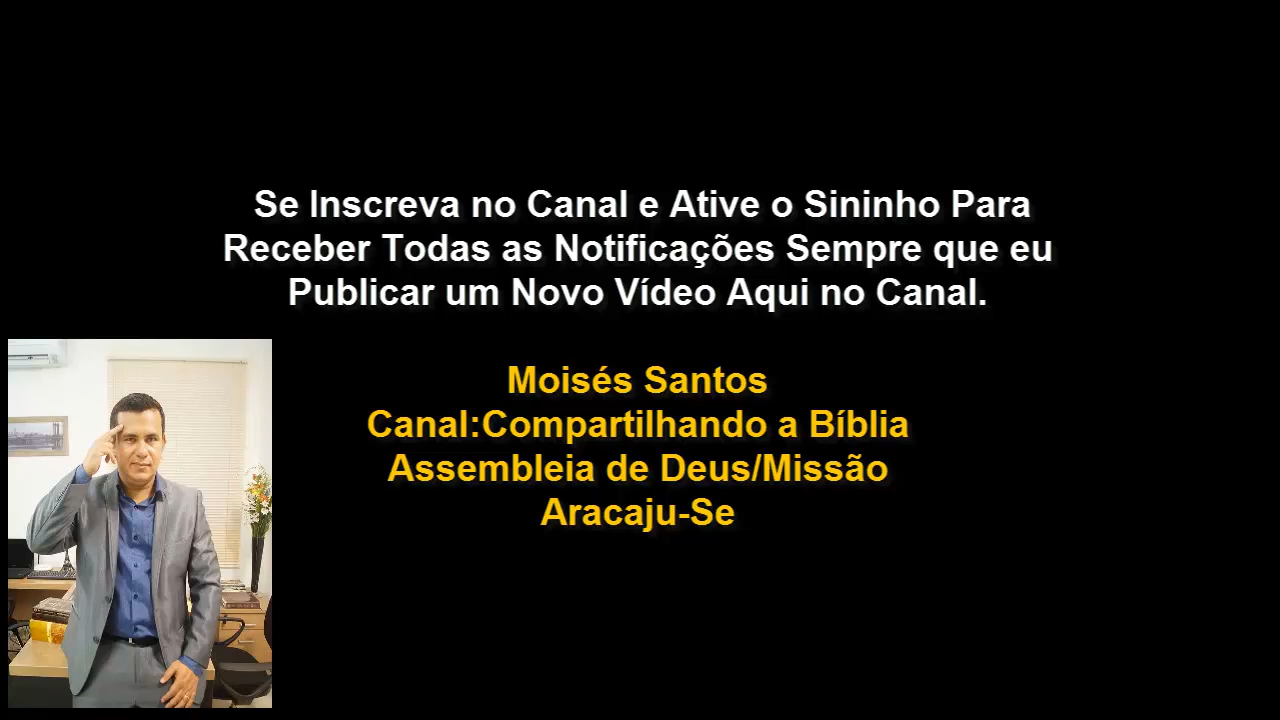 Se Inscreva no Canal e Ative o Sininho Para
Receber Todas as Notificações Sempre que eu
Publicar um Novo Vídeo Aqui no Canal.
Moisés Santos
Canal:Compartilhando a Bíblia
Assembleia de Deus/Missão
Aracaju-Se